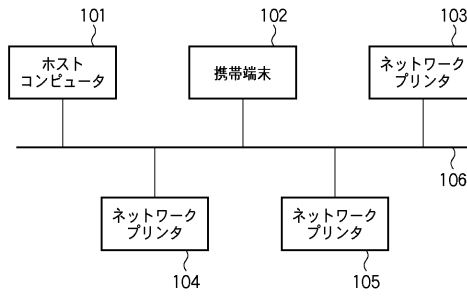 101
102
103
ホスト
コンピュータ
携帯端末
ネットワーク
プリンタ
106
ネットワーク
プリンタ
ネットワーク
プリンタ
104
105